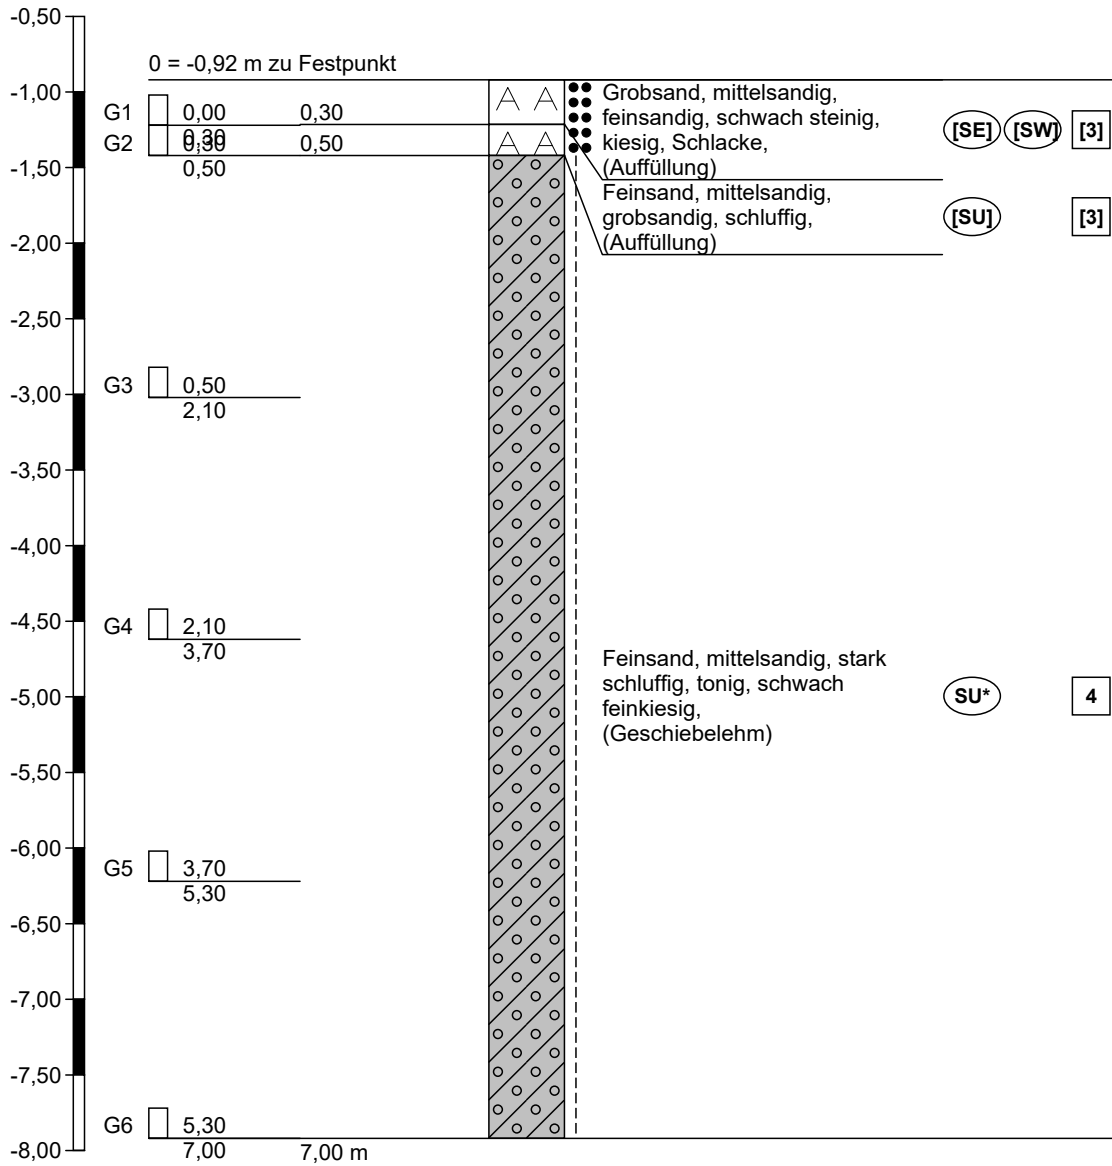 -0,50
0 = -0,92 m zu Festpunkt
-1,00
G1 0,00 0,30
0,30
G2 0,30 0,50
0,50
Grobsand, mittelsandig,
feinsandig, schwach steinig,
kiesig, Schlacke,
(Auffüllung)
[SE] [SW] [3]
A A
A A
-1,50
Feinsand, mittelsandig,
grobsandig, schluffig,
(Auffüllung)
[SU] [3]
-2,00
-2,50
G3 0,50
2,10
-3,00
-3,50
-4,00
-4,50
G4 2,10
3,70
Feinsand, mittelsandig, stark
schluffig, tonig, schwach
feinkiesig,
(Geschiebelehm)
SU* 4
-5,00
-5,50
-6,00
G5 3,70
5,30
-6,50
-7,00
-7,50
G6 5,30
7,00 7,00 m
-8,00